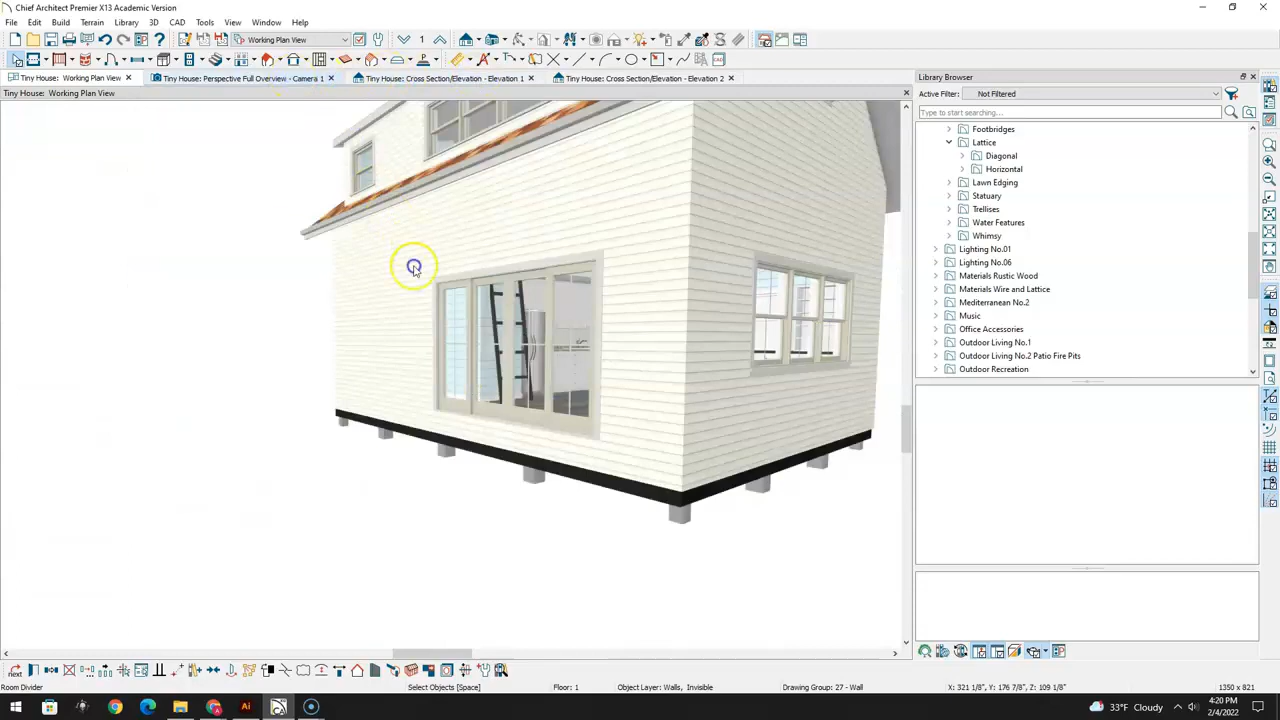 Chief Architect Premier X13 Academic Version
File Edit Build Terrain Library 3D CAD Tools View Window Help
Working Plan View
1
Tiny House: Working Plan View
Tiny House: Perspective Full Overview - Camera 1
Tiny House: Cross Section/Elevation - Elevation 1
Tiny House: Cross Section/Elevation - Elevation 2
Tiny House: Working Plan View
Library Browser
Active Filter: Not Filtered
Type to start searching...
Footbridges
Lattice
Diagonal
Horizontal
Lawn Edging
Statuary
Trellises
Water Features
Whimsy
Lighting No.01
Lighting No.06
Materials Rustic Wood
Materials Wire and Lattice
Mediterranean No.2
Music
Office Accessories
Outdoor Living No.1
Outdoor Living No.2 Patio Fire Pits
Outdoor Recreation
Room Divider
Select Objects [Space]
Floor: 1
Object Layer: Walls, Invisible
Drawing Group: 27 - Wall
X: 321 1/8", Y: 176 7/8", Z: 109 1/8"
1350 x 821
33°F Cloudy
4:20 PM
2/4/2022